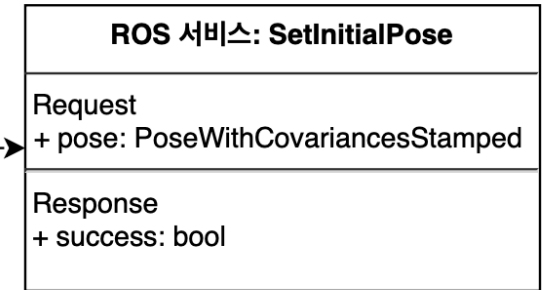 ROS 서비스: SetInitialPose
Request
+ pose: PoseWithCovariancesStamped
Response
+ success: bool